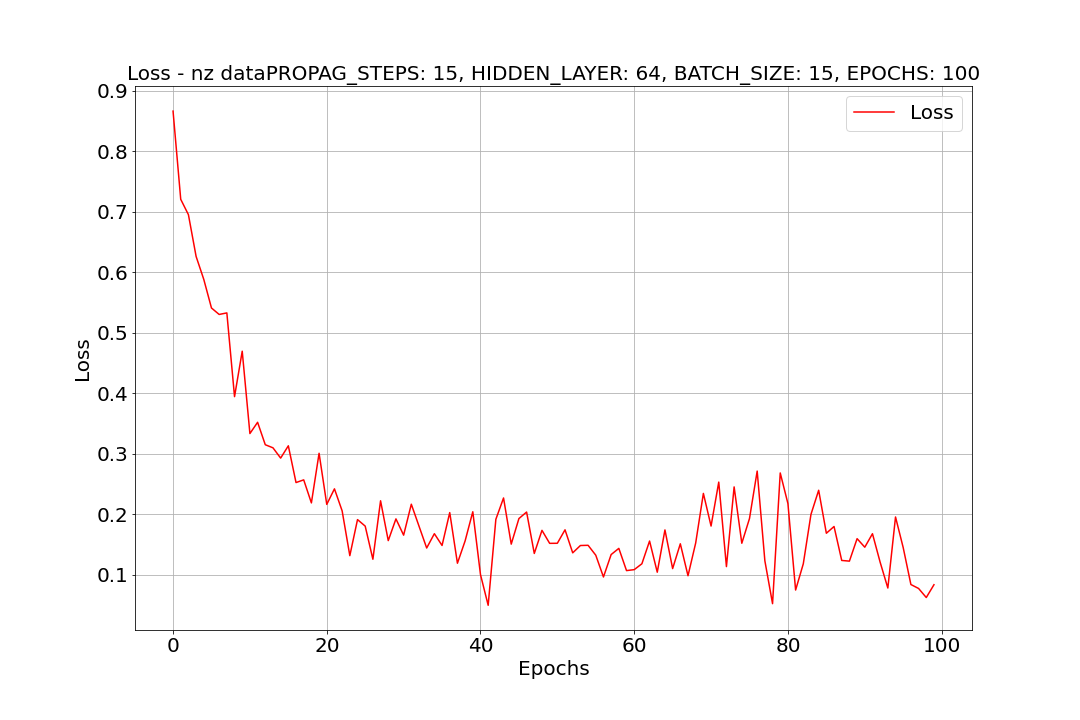 Loss - nz dataPROPAG_STEPS: 15, HIDDEN_LAYER: 64, BATCH_SIZE: 15, EPOCHS: 100
Loss
0.9
0.8
0.7
0.6
0.5
0.4
0.3
0.2
0.1
Loss
0 20 40 60 80 100
Epochs